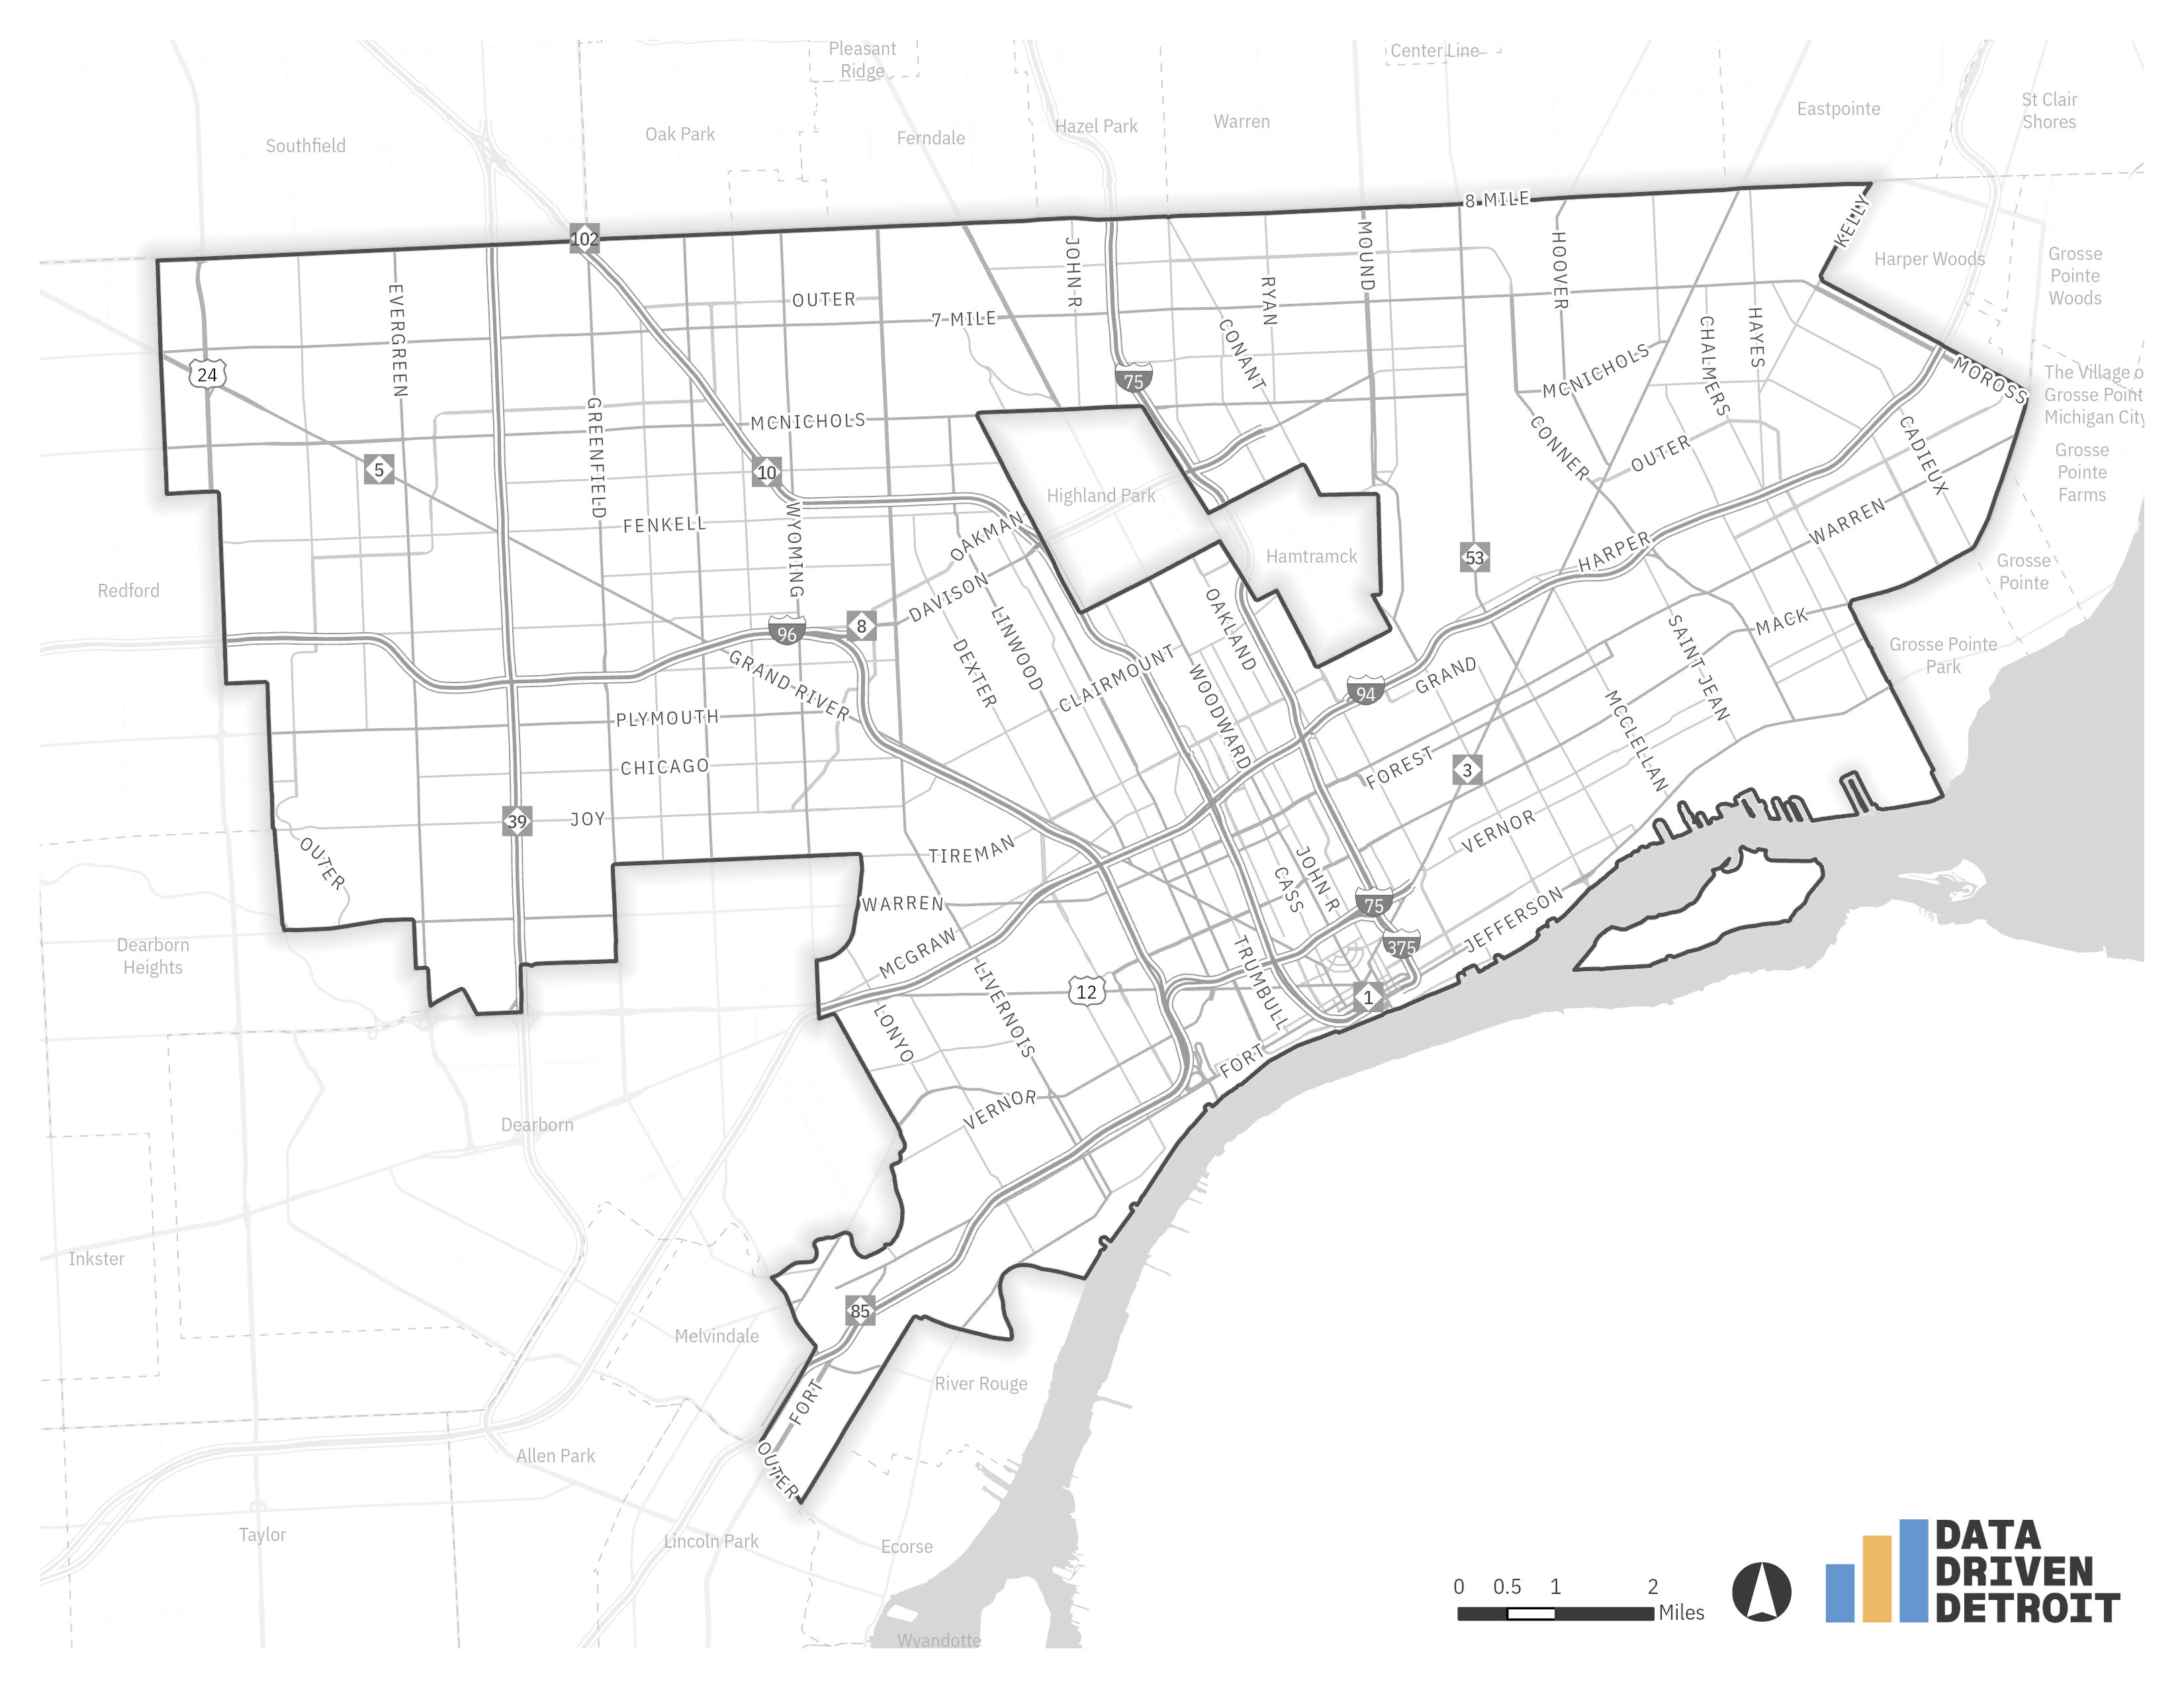 Pleasant
Ridge
Center Line
St Clair
Shores
Eastpointe
Hazel Park
Warren
Southfield
Oak Park
Ferndale
8 MILE
KELLY
102
Harper Woods
Grosse
Pointe
Woods
JOHN R
MOUND
HOOVER
RYAN
EVERGREEN
OUTER
7 MILE
CONANT
CHALMERS
HAYES
24
75
MCNICHOLS
MOROSS
The Village o
Grosse Point
Michigan City
GREENFIELD
MCNICHOLS
CONNER
OUTER
CADIEUX
5
10
Grosse
Pointe
Farms
Highland Park
WYOMING
FENKELL
OAKMAN
WARREN
HARPER
Hamtramck
53
Redford
DAVISON
Grosse
Pointe
96
8
LINWOOD
OAKLAND
SAINT JEAN
MACK
DEXTER
GRAND RIVER
CLAIRMOUNT
WOODWARD
94
GRAND
Grosse Pointe
Park
PLYMOUTH
MCCLELLAN
CHICAGO
FOREST
3
39
JOY
VERNOR
OUTER
TIREMAN
JOHN R
CASS
WARREN
75
JEFFERSON
375
Dearborn
Heights
MCGRAW
TRUMBULL
LIVERNOIS
12
1
LONYO
FORT
VERNOR
Dearborn
Inkster
85
Melvindale
River Rouge
FORT
OUTER
Allen Park
Taylor
Lincoln Park
Ecorse
Wyandotte
0 0.5 1 2
Miles
DATA
DRIVEN
DETROIT